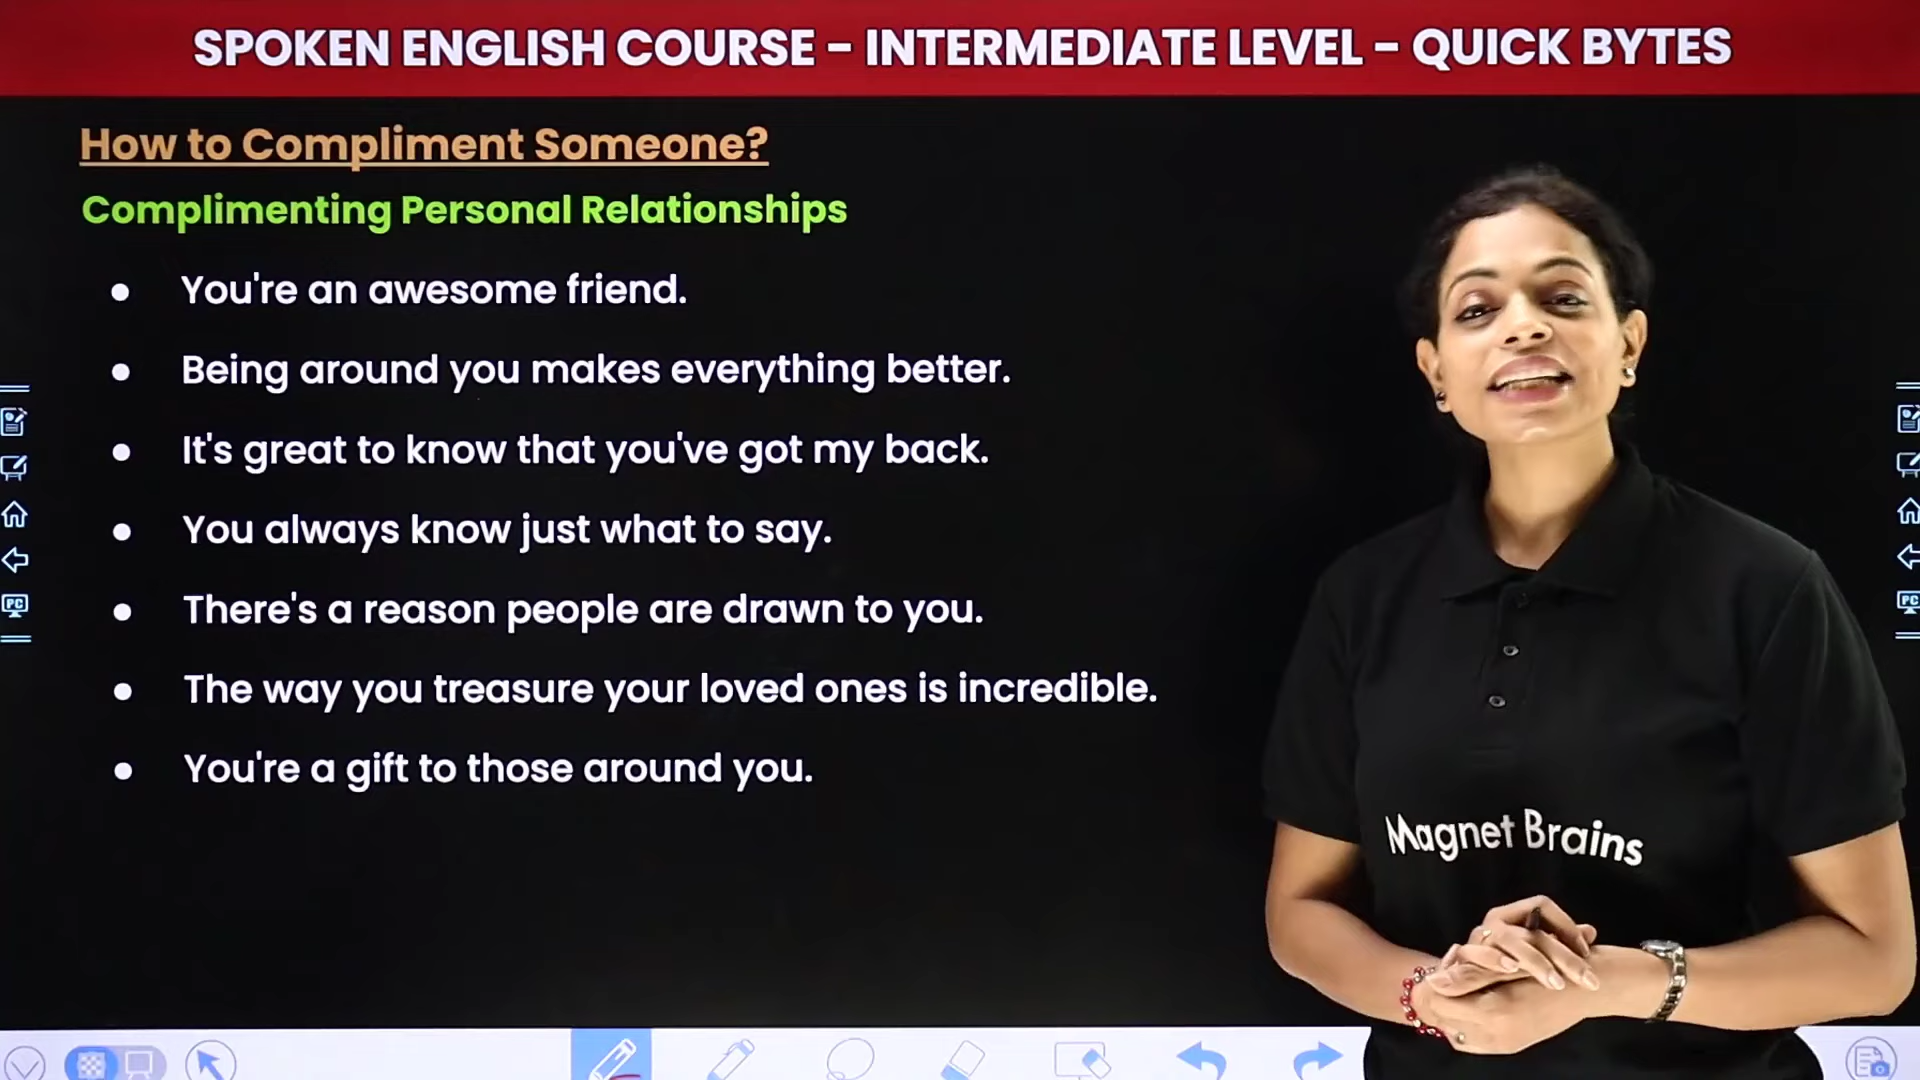 SPOKEN ENGLISH COURSE – INTERMEDIATE LEVEL – QUICK BYTES
How to Compliment Someone?
Complimenting Personal Relationships
● You're an awesome friend.
● Being around you makes everything better.
● It's great to know that you've got my back.
● You always know just what to say.
● There's a reason people are drawn to you.
● The way you treasure your loved ones is incredible.
● You're a gift to those around you.
Magnet Brains
PC
PC